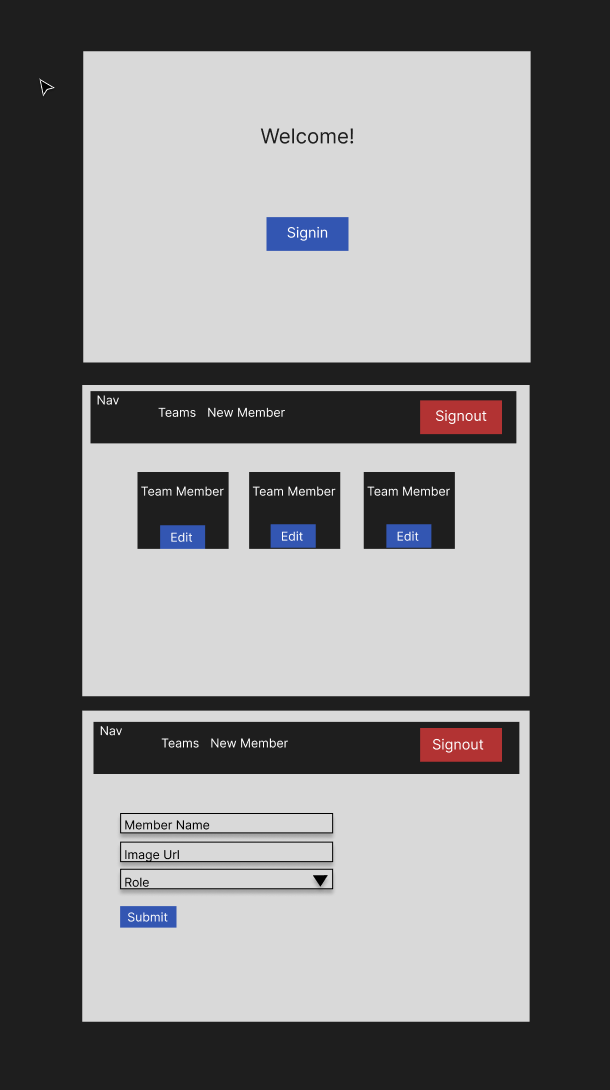 Welcome!
Signin
Nav
Teams New Member
Signout
Team Member Team Member Team Member
Edit Edit Edit
Nav
Teams New Member
Signout
Member Name
Image Url
Role
Submit